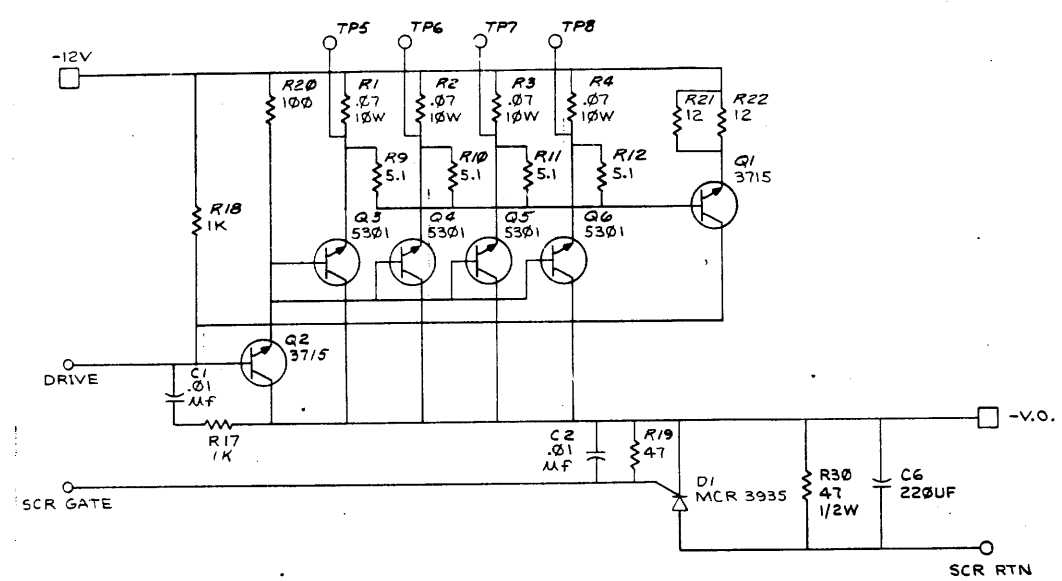 TP5
TP6
TP7
TP8
-12V
R20
100
R1
.07
10W
R2
.07
10W
R3
.07
10W
R4
.07
10W
R21
12
R22
12
R9
5.1
R10
5.1
R11
5.1
R12
5.1
Q1
3715
R18
1K
Q3
5301
Q4
5301
Q5
5301
Q6
5301
Q2
3715
DRIVE
C1
.01
Mf
R17
1K
-V.O.
C2
.01
Mf
R19
47
SCR GATE
D1
MCR 3935
R30
47
1/2W
C6
220UF
SCR RTN